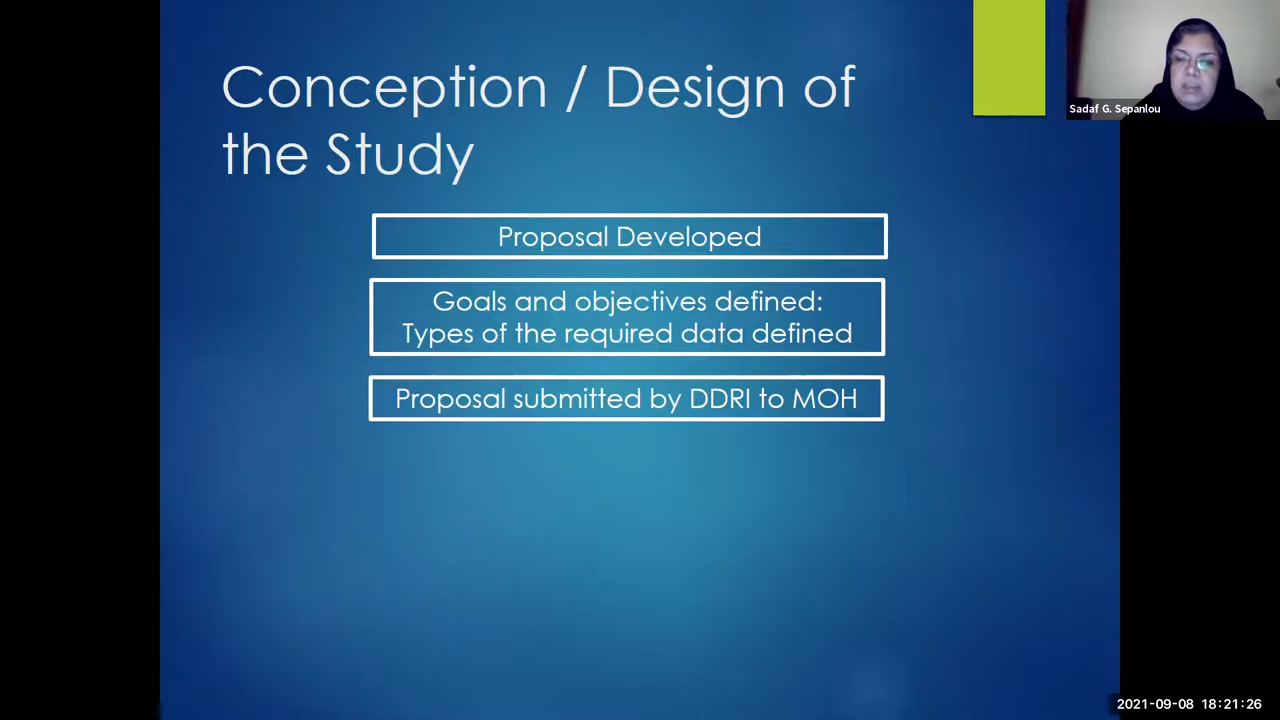 Conception / Design of
the Study
Sadaf G. Sepanlou
Proposal Developed
Goals and objectives defined:
Types of the required data defined
Proposal submitted by DDRI to MOH
2021-09-08 18:21:26